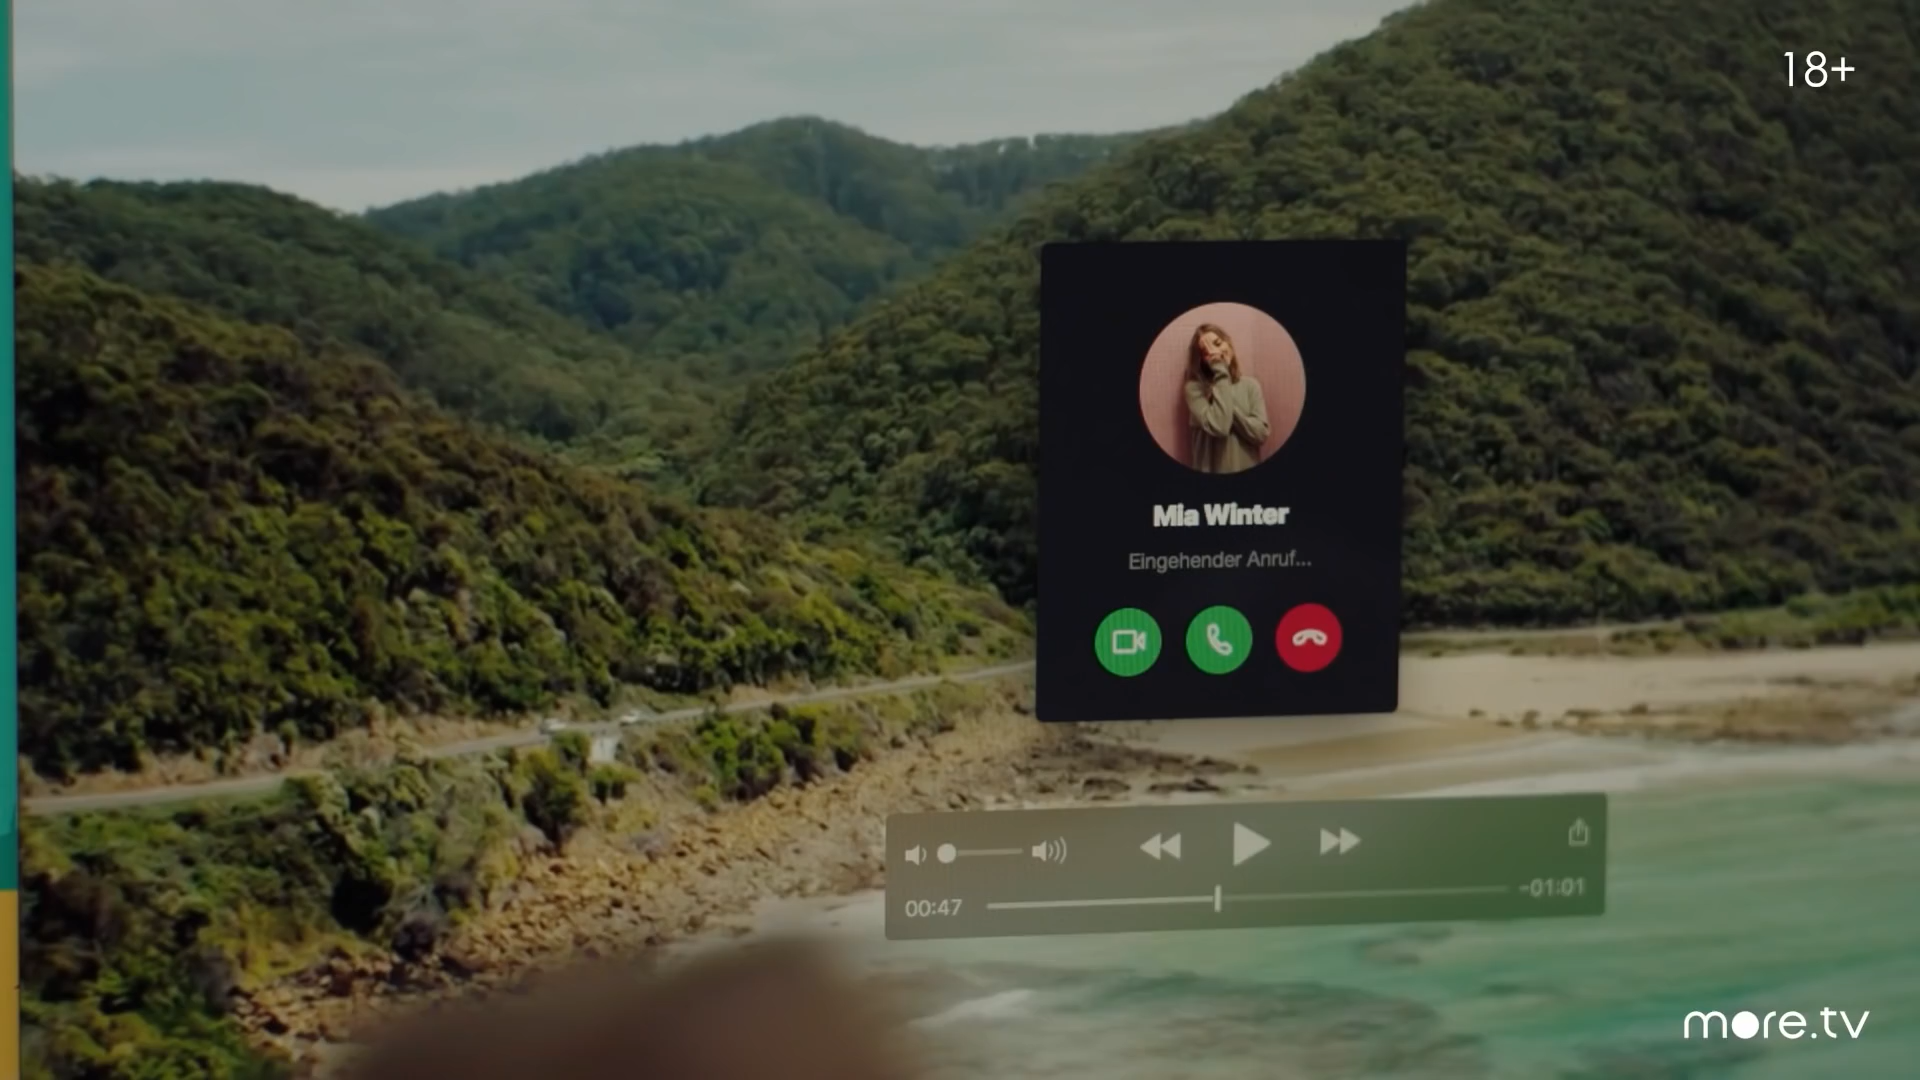 18+
Mia Winter
Eingehender Anruf...
00:47
-01:01
more.tv